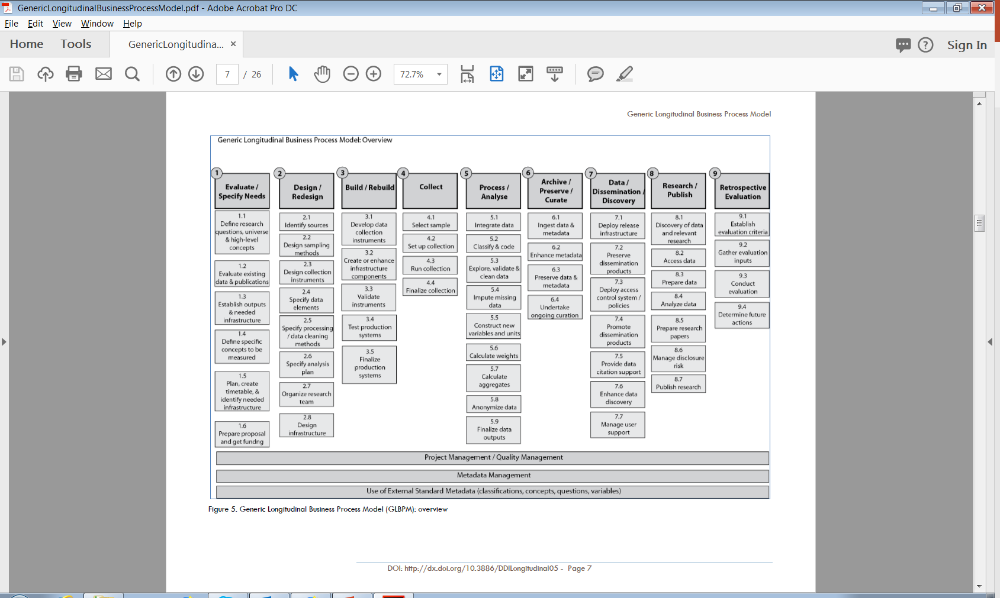 GenericLongitudinalBusinessProcessModel.pdf - Adobe Acrobat Pro DC
File Edit View Window Help
Home Tools GenericLongitudina... × Sign In
7 / 26 72.7%
Generic Longitudinal Business Process Model
Generic Longitudinal Business Process Model: Overview
1
Evaluate /
Specify Needs
1.1
Define research
questions, universe
& high-level
concepts
1.2
Evaluate existing
data & publications
1.3
Establish outputs
& needed
infrastructure
1.4
Define specific
concepts to be
measured
1.5
Plan, create
timetable, &
identify needed
infrastructure
1.6
Prepare proposal
and get fundng
2
Design /
Redesign
2.1
Identify sources
2.2
Design sampling
methods
2.3
Design collection
instruments
2.4
Specify data
elements
2.5
Specify processing
/ data cleaning
methods
2.6
Specify analysis
plan
2.7
Organize research
team
2.8
Design
infrastructure
3
Build / Rebuild
3.1
Develop data
collection
instruments
3.2
Create or enhance
infrastructure
components
3.3
Validate
instruments
3.4
Test production
systems
3.5
Finalize
production
systems
4
Collect
4.1
Select sample
4.2
Set up collection
4.3
Run collection
4.4
Finalize collection
5
Process /
Analyse
5.1
Integrate data
5.2
Classify & code
5.3
Explore, validate &
clean data
5.4
Impute missing
data
5.5
Construct new
variables and units
5.6
Calculate weights
5.7
Calculate
aggregates
5.8
Anonymize data
5.9
Finalize data
outputs
6
Archive /
Preserve /
Curate
6.1
Ingest data &
metadata
6.2
Enhance metadata
6.3
Preserve data &
metadata
6.4
Undertake
ongoing curation
7
Data /
Dissemination /
Discovery
7.1
Deploy release
infrastructure
7.2
Preserve
dissemination
products
7.3
Deploy access
control system /
policies
7.4
Promote
dissemination
products
7.5
Provide data
citation support
7.6
Enhance data
discovery
7.7
Manage user
support
8
Research /
Publish
8.1
Discovery of data
and relevant
research
8.2
Access data
8.3
Prepare data
8.4
Analyze data
8.5
Prepare research
papers
8.6
Manage disclosure
risk
8.7
Publish research
9
Retrospective
Evaluation
9.1
Establish
evaluation criteria
9.2
Gather evaluation
inputs
9.3
Conduct
evaluation
9.4
Determine future
actions
Project Management / Quality Management
Metadata Management
Use of External Standard Metadata (classifications, concepts, questions, variables)
Figure 5. Generic Longitudinal Business Process Model (GLBPM): overview
DOI: http://dx.doi.org/10.3886/DDILongitudinal05 - Page 7